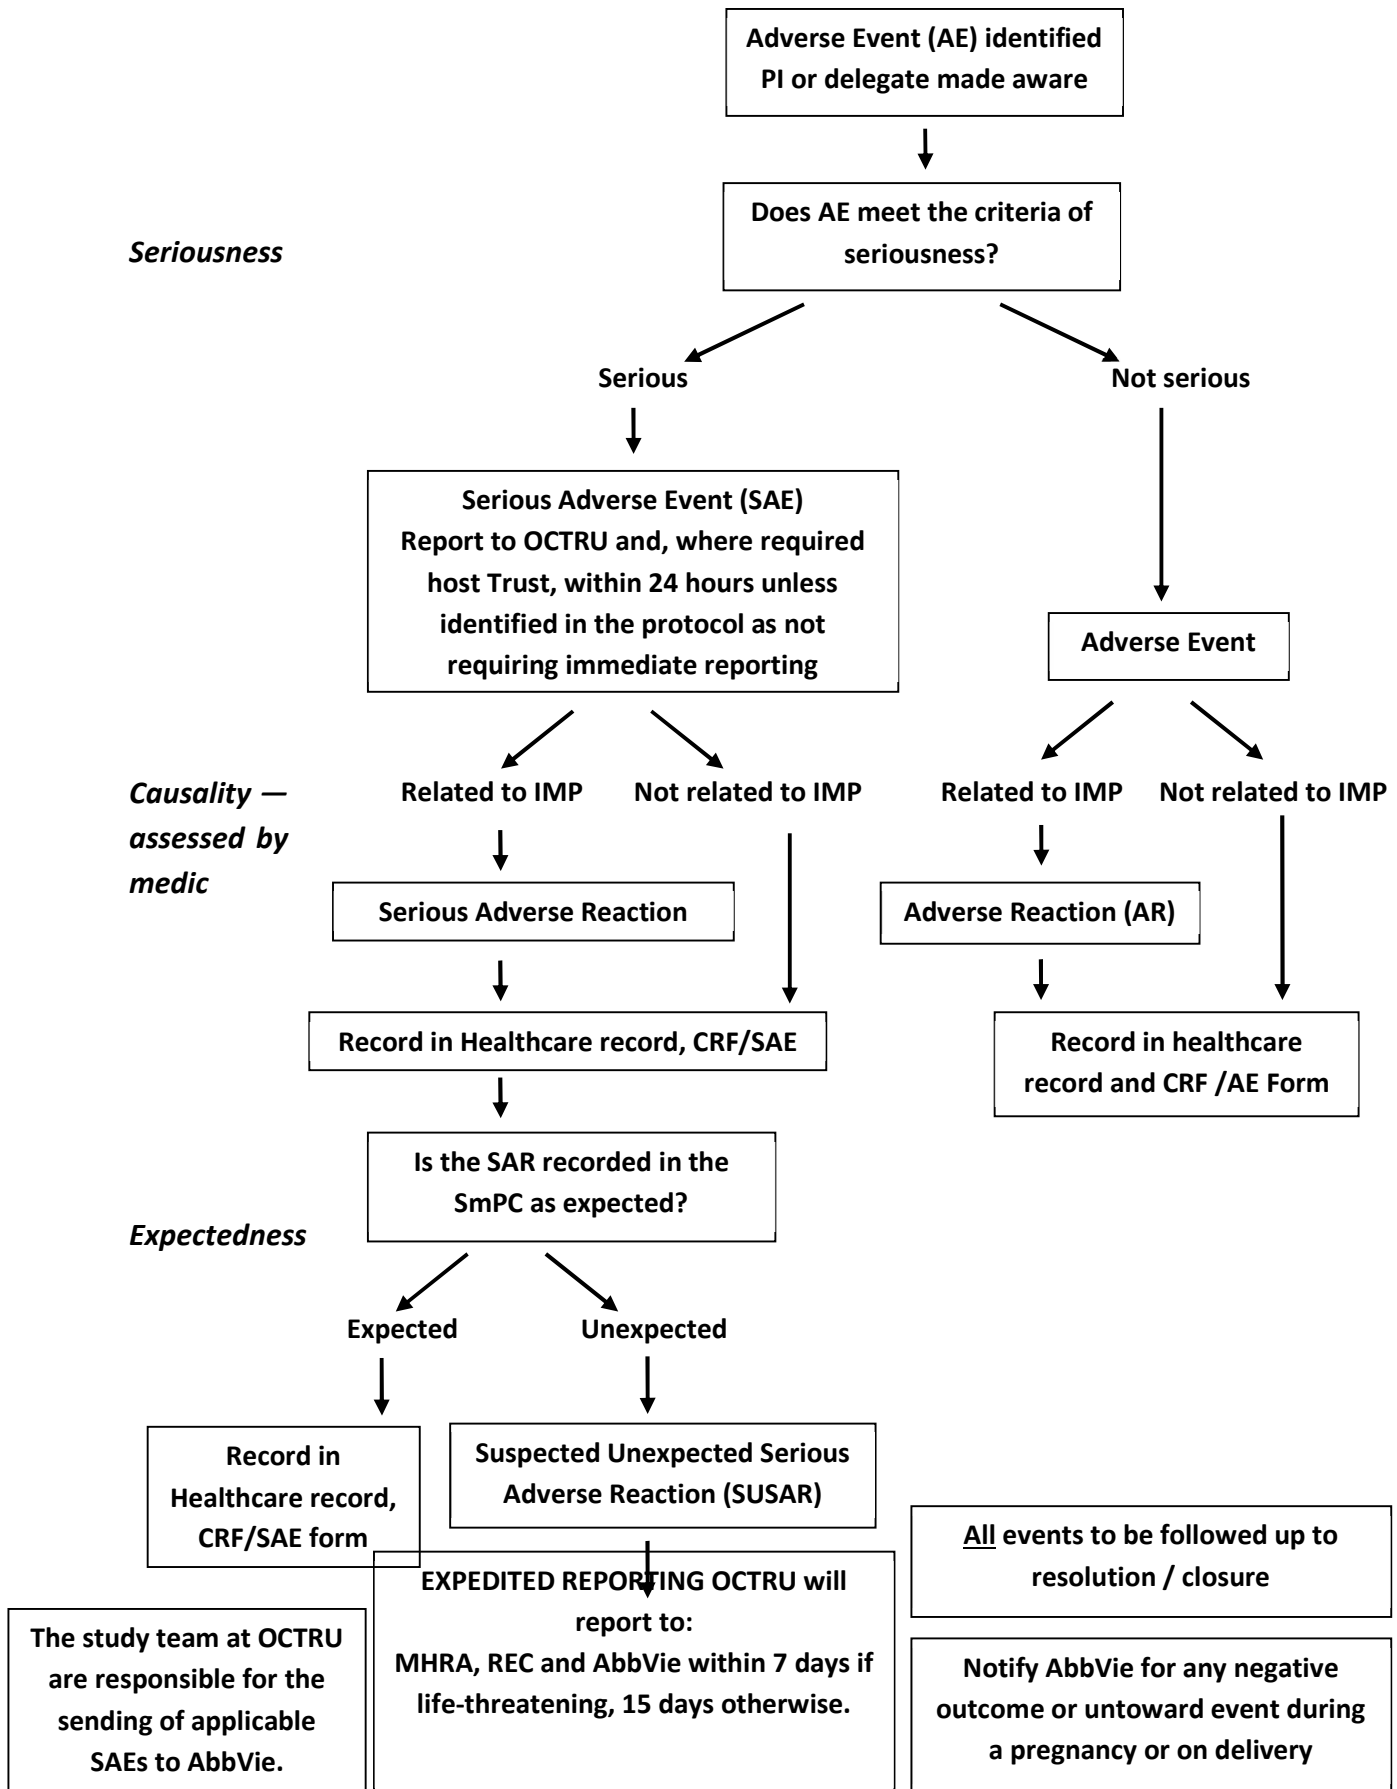 Adverse Event (AE) identified
PI or delegate made aware
Does AE meet the criteria of
seriousness?
Seriousness
Serious
Not serious
Serious Adverse Event (SAE)
Report to OCTRU and, where required
host Trust, within 24 hours unless
identified in the protocol as not
requiring immediate reporting
Adverse Event
Causality —
assessed by
medic
Related to IMP
Not related to IMP
Related to IMP
Not related to IMP
Serious Adverse Reaction
Adverse Reaction (AR)
Record in Healthcare record, CRF/SAE
Record in healthcare
record and CRF /AE Form
Is the SAR recorded in the
SmPC as expected?
Expectedness
Expected
Unexpected
Record in
Healthcare record,
CRF/SAE form
Suspected Unexpected Serious
Adverse Reaction (SUSAR)
EXPEDITED REPORTING OCTRU will
report to:
MHRA, REC and AbbVie within 7 days if
life-threatening, 15 days otherwise.
All events to be followed up to
resolution / closure
The study team at OCTRU
are responsible for the
sending of applicable
SAEs to AbbVie.
Notify AbbVie for any negative
outcome or untoward event during
a pregnancy or on delivery